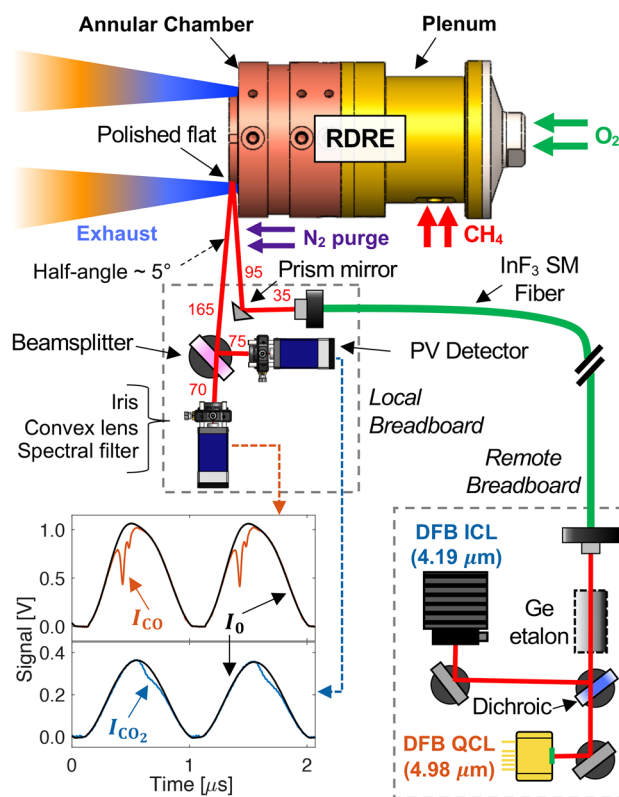 Annular Chamber
Plenum
Polished flat
RDRE
O₂
Exhaust
N₂ purge
CH₄
Half-angle ~ 5°
95
Prism mirror
InF₃ SM
Fiber
35
165
Beamsplitter
75
PV Detector
70
Iris
Convex lens
Spectral filter
Local
Breadboard
Remote
Breadboard
DFB ICL
(4.19 μm)
Ge
etalon
Dichroic
DFB QCL
(4.98 μm)
Signal [V]
1.0
0.5
0.0
I_CO
I₀
0.4
0.2
0.0
I_CO₂
0
1
2
Time [μs]